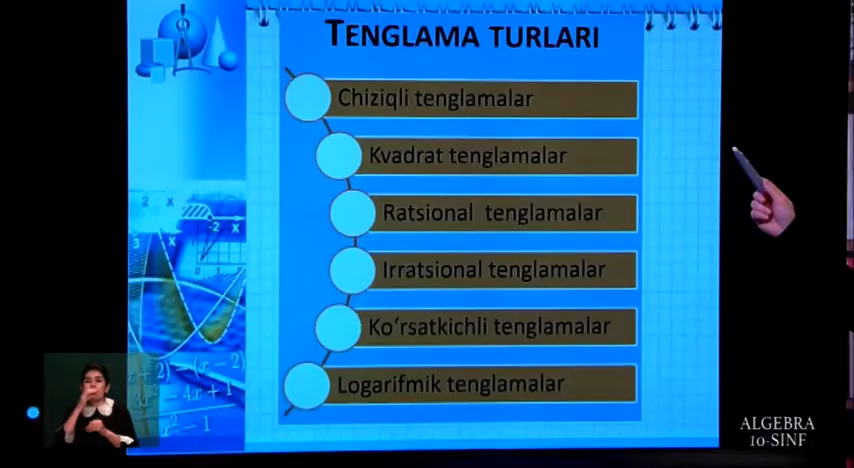 TENGLAMA TURLARI
Chiziqli tenglamalar
Kvadrat tenglamalar
Ratsional tenglamalar
Irratsional tenglamalar
Ko‘rsatkichli tenglamalar
Logarifmik tenglamalar
ALGEBRA
10-SINF